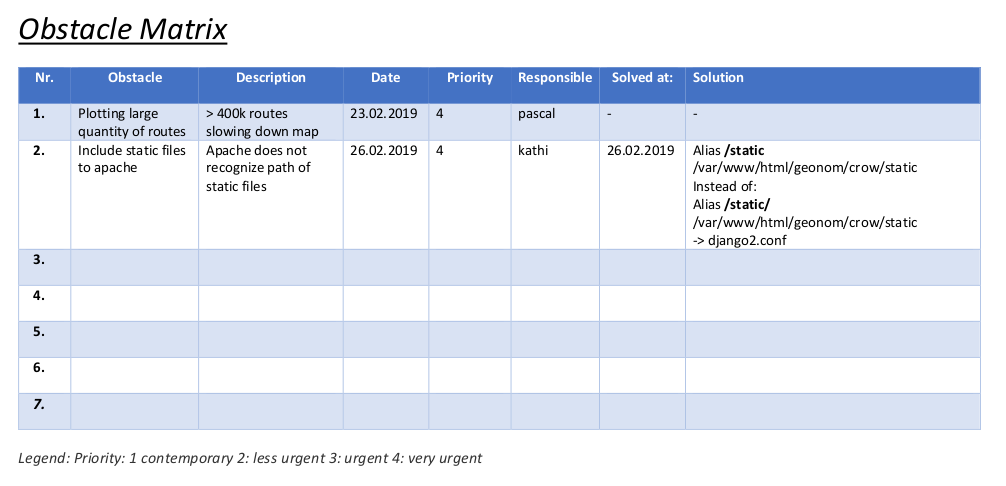 Obstacle Matrix
Nr. Obstacle Description Date Priority Responsible Solved at: Solution
1. Plotting large quantity of routes > 400k routes slowing down map 23.02.2019 4 pascal - -
2. Include static files to apache Apache does not recognize path of static files 26.02.2019 4 kathi 26.02.2019 Alias /static
/var/www/html/geonom/crow/static
Instead of:
Alias /static/
/var/www/html/geonom/crow/static
-> django2.conf
3.
4.
5.
6.
7.
Legend: Priority: 1 contemporary 2: less urgent 3: urgent 4: very urgent